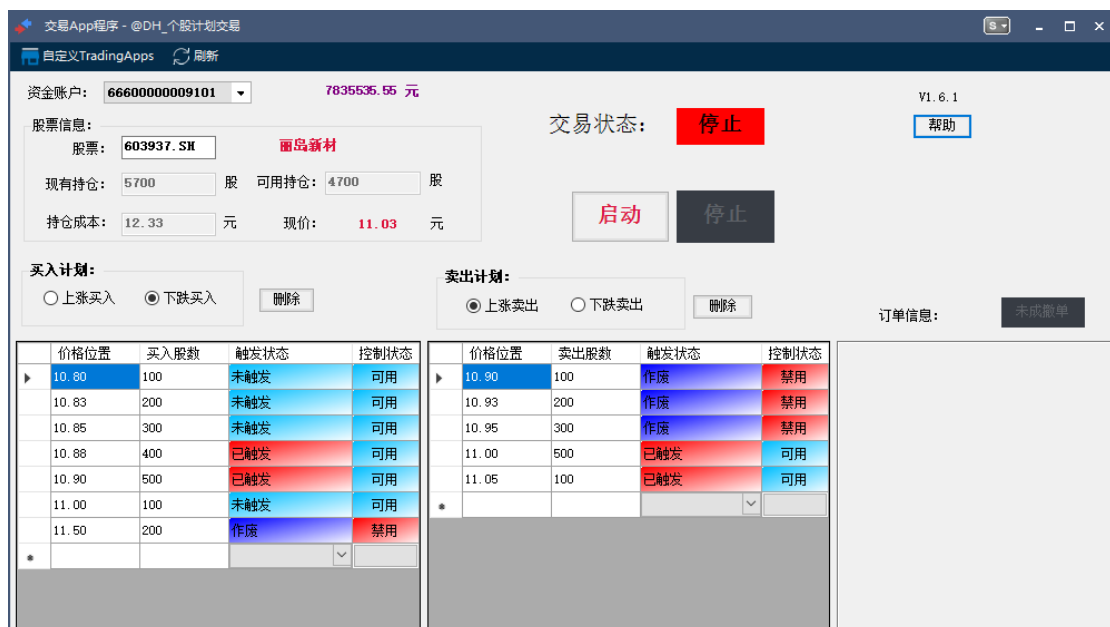 交易App程序 - @DH_个股计划交易
S
自定义TradingApps 刷新
资金账户： 66600000009101 7835535.55 元
V1.6.1
交易状态： 停止
帮助
股票信息：
股票： 603937.SH 丽岛新材
现有持仓： 5700 股 可用持仓： 4700 股
持仓成本： 12.33 元 现价： 11.03 元
启动 停止
买入计划：
上涨买入 下跌买入 删除
卖出计划：
上涨卖出 下跌卖出 删除
订单信息： 未成撤单
价格位置 买入股数 触发状态 控制状态
10.80 100 未触发 可用
10.83 200 未触发 可用
10.85 300 未触发 可用
10.88 400 已触发 可用
10.90 500 已触发 可用
11.00 100 未触发 可用
11.50 200 作废 禁用
价格位置 卖出股数 触发状态 控制状态
10.90 100 作废 禁用
10.93 200 作废 禁用
10.95 300 作废 禁用
11.00 500 已触发 可用
11.05 100 已触发 可用